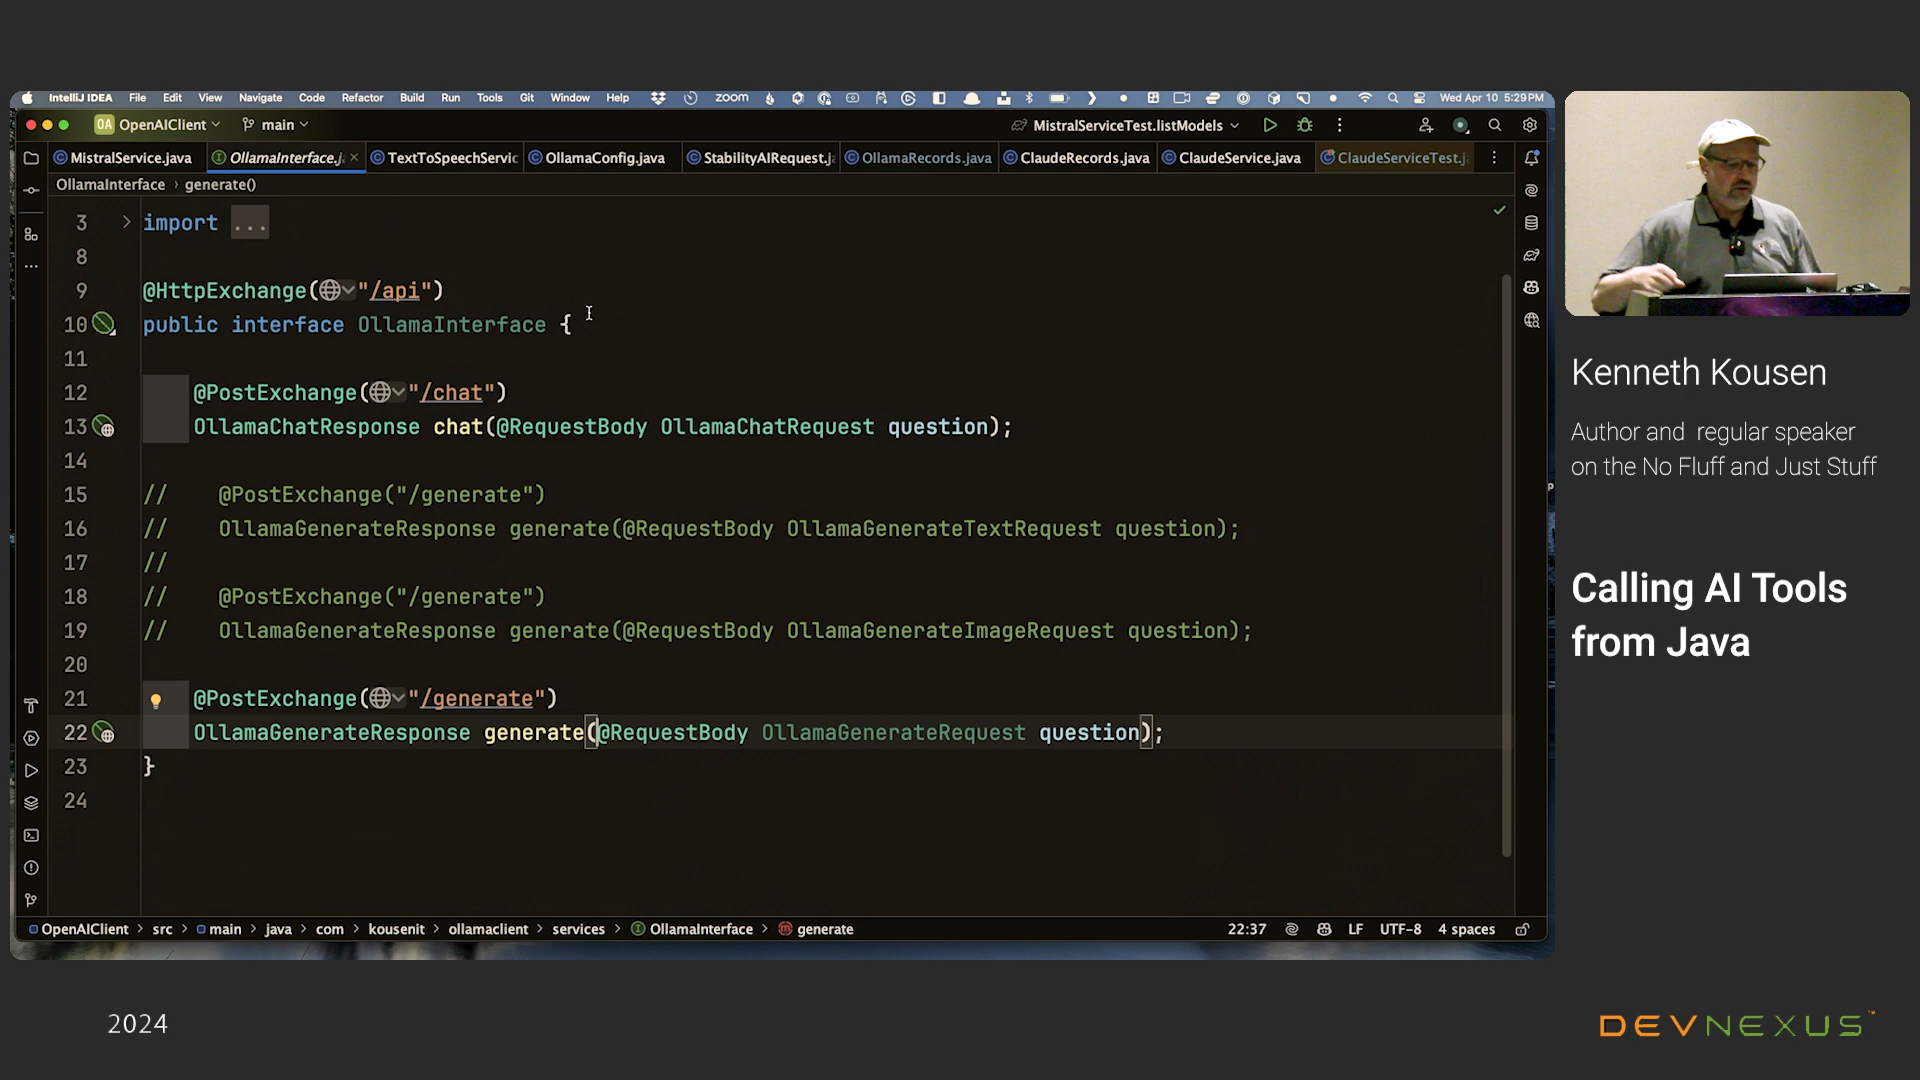 IntelliJ IDEA File Edit View Navigate Code Refactor Build Run Tools Git Window Help zoom Wed Apr 10 5:29 PM
OA OpenAIClient main MistralServiceTest.listModels
MistralService.java OllamaInterface.j TextToSpeechServic OllamaConfig.java StabilityAIRequest.j OllamaRecords.java ClaudeRecords.java ClaudeService.java ClaudeServiceTest.j
OllamaInterface › generate()
3 > import ...
8
9 @HttpExchange("/api")
10 public interface OllamaInterface {
11
12 @PostExchange("/chat")
13 OllamaChatResponse chat(@RequestBody OllamaChatRequest question);
14
15 // @PostExchange("/generate")
16 // OllamaGenerateResponse generate(@RequestBody OllamaGenerateTextRequest question);
17 //
18 // @PostExchange("/generate")
19 // OllamaGenerateResponse generate(@RequestBody OllamaGenerateImageRequest question);
20
21 @PostExchange("/generate")
22 OllamaGenerateResponse generate(@RequestBody OllamaGenerateRequest question);
23 }
24
OpenAIClient › src › main › java › com › kousenit › ollamaclient › services › OllamaInterface › generate 22:37 LF UTF-8 4 spaces
Kenneth Kousen
Author and regular speaker
on the No Fluff and Just Stuff
Calling AI Tools
from Java
2024
DEVNEXUS™